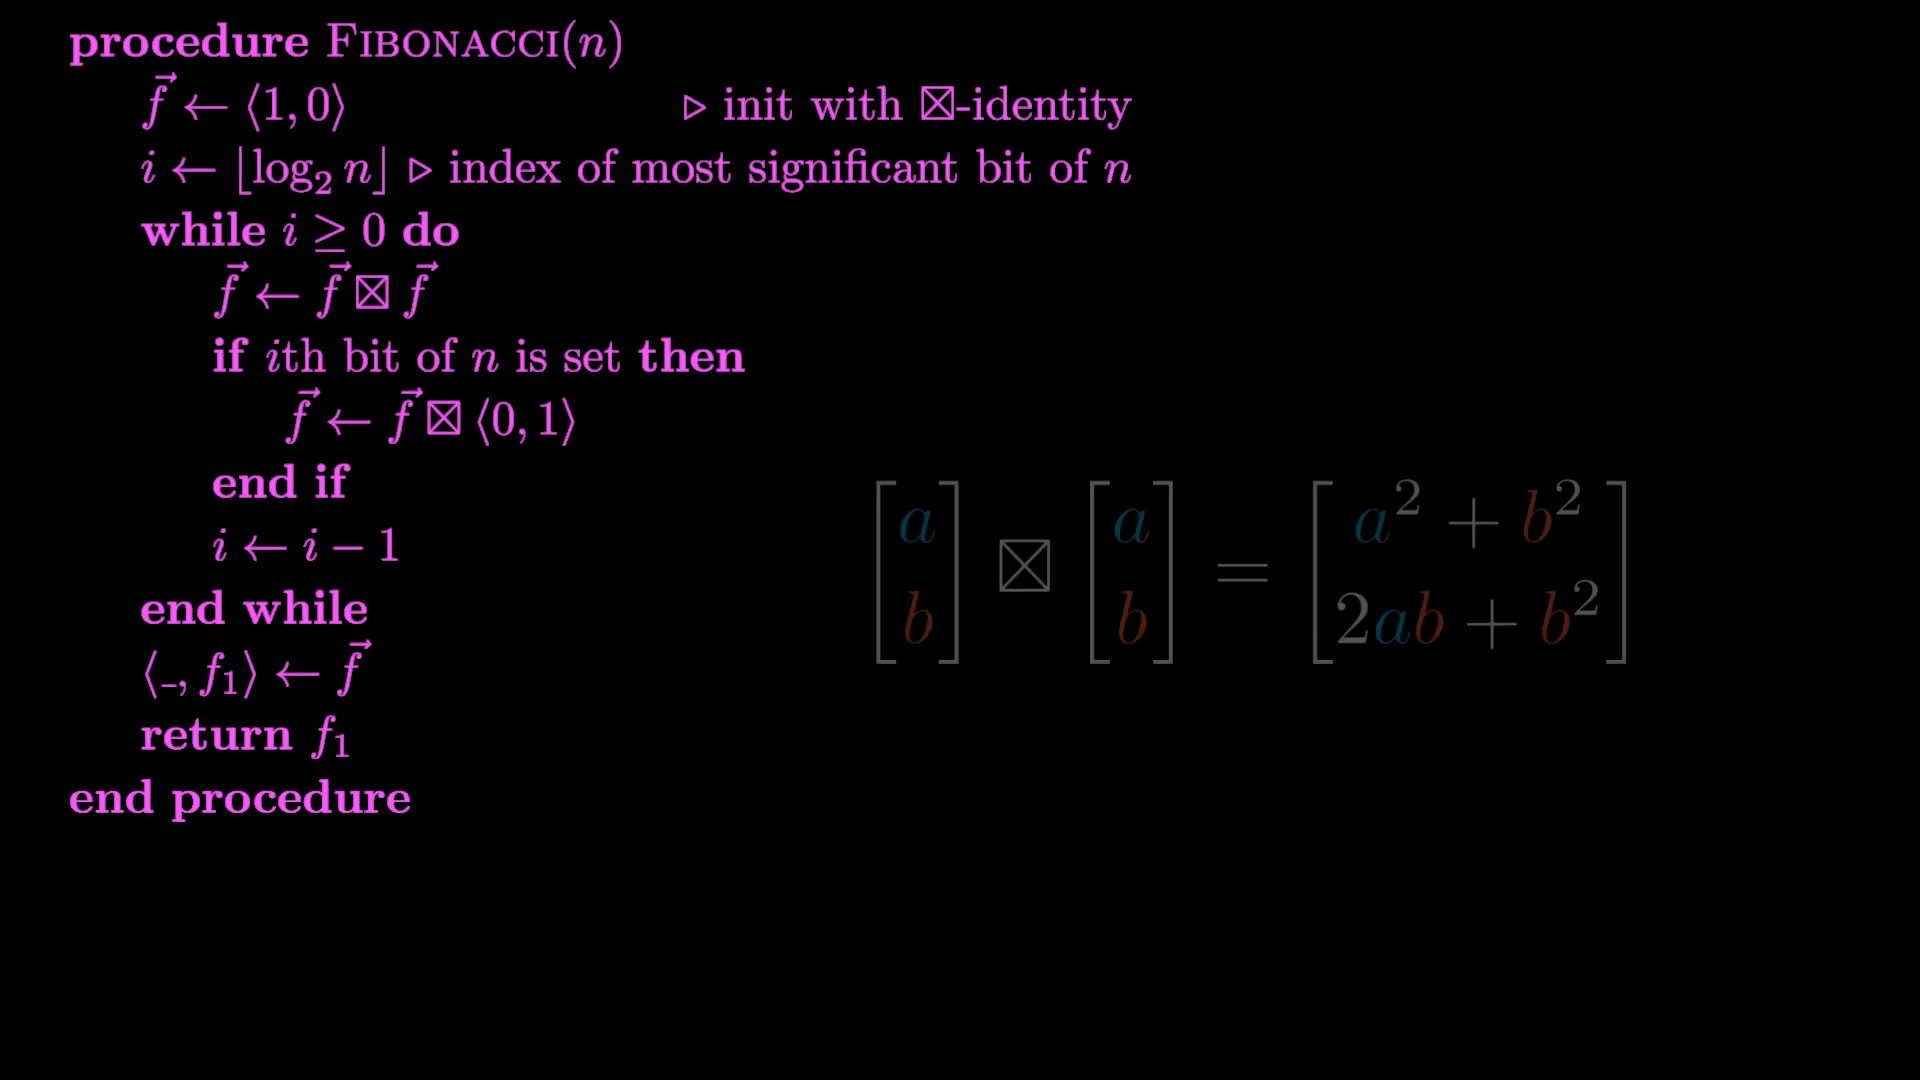 procedure FIBONACCI(n)
f⃗ ← ⟨1, 0⟩ ▷ init with ⊠-identity
i ← ⌊log₂ n⌋ ▷ index of most significant bit of n
while i ≥ 0 do
f⃗ ← f⃗ ⊠ f⃗
if ith bit of n is set then
f⃗ ← f⃗ ⊠ ⟨0, 1⟩
end if
i ← i − 1
end while
⟨_, f₁⟩ ← f⃗
return f₁
end procedure
[a b] ⊠ [a b] = [a² + b² 2ab + b²]